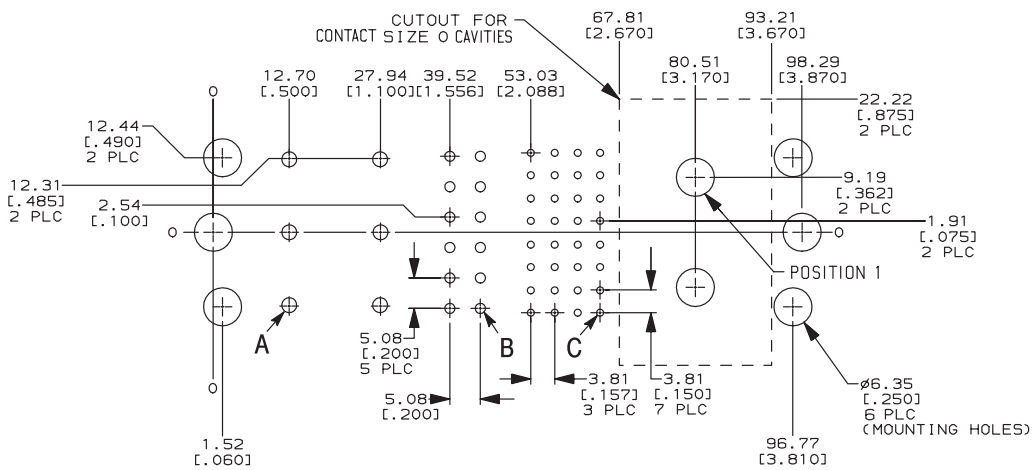 CUTOUT FOR
CONTACT SIZE O CAVITIES
67.81
[2.670]
93.21
[3.670]
12.70
[.500]
27.94
[1.100]
39.52
[1.556]
53.03
[2.088]
80.51
[3.170]
98.29
[3.870]
O
12.44
[.490]
2 PLC
22.22
[.875]
2 PLC
12.31
[.485]
2 PLC
9.19
[.362]
2 PLC
2.54
[.100]
1.91
[.075]
2 PLC
O
O
POSITION 1
A
B
C
5.08
[.200]
5 PLC
5.08
[.200]
3.81
[.157]
3 PLC
3.81
[.150]
7 PLC
ø6.35
[.250]
6 PLC
(MOUNTING HOLES)
O
1.52
[.060]
96.77
[3.810]